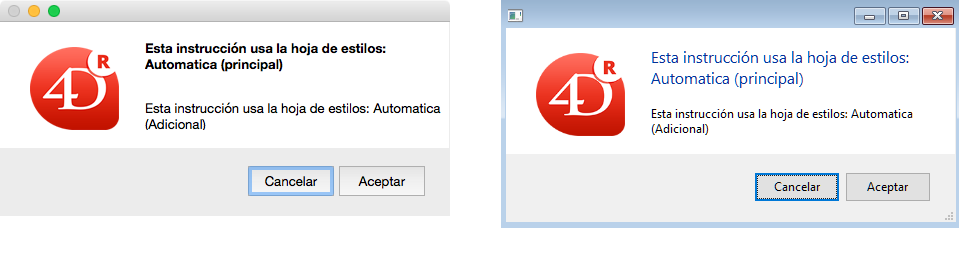 4D
R
Esta instrucción usa la hoja de estilos:
Automatica (principal)
Esta instrucción usa la hoja de estilos: Automatica
(Adicional)
Cancelar
Aceptar
4D
R
Esta instrucción usa la hoja de estilos:
Automatica (principal)
Esta instrucción usa la hoja de estilos: Automatica
(Adicional)
Cancelar
Aceptar